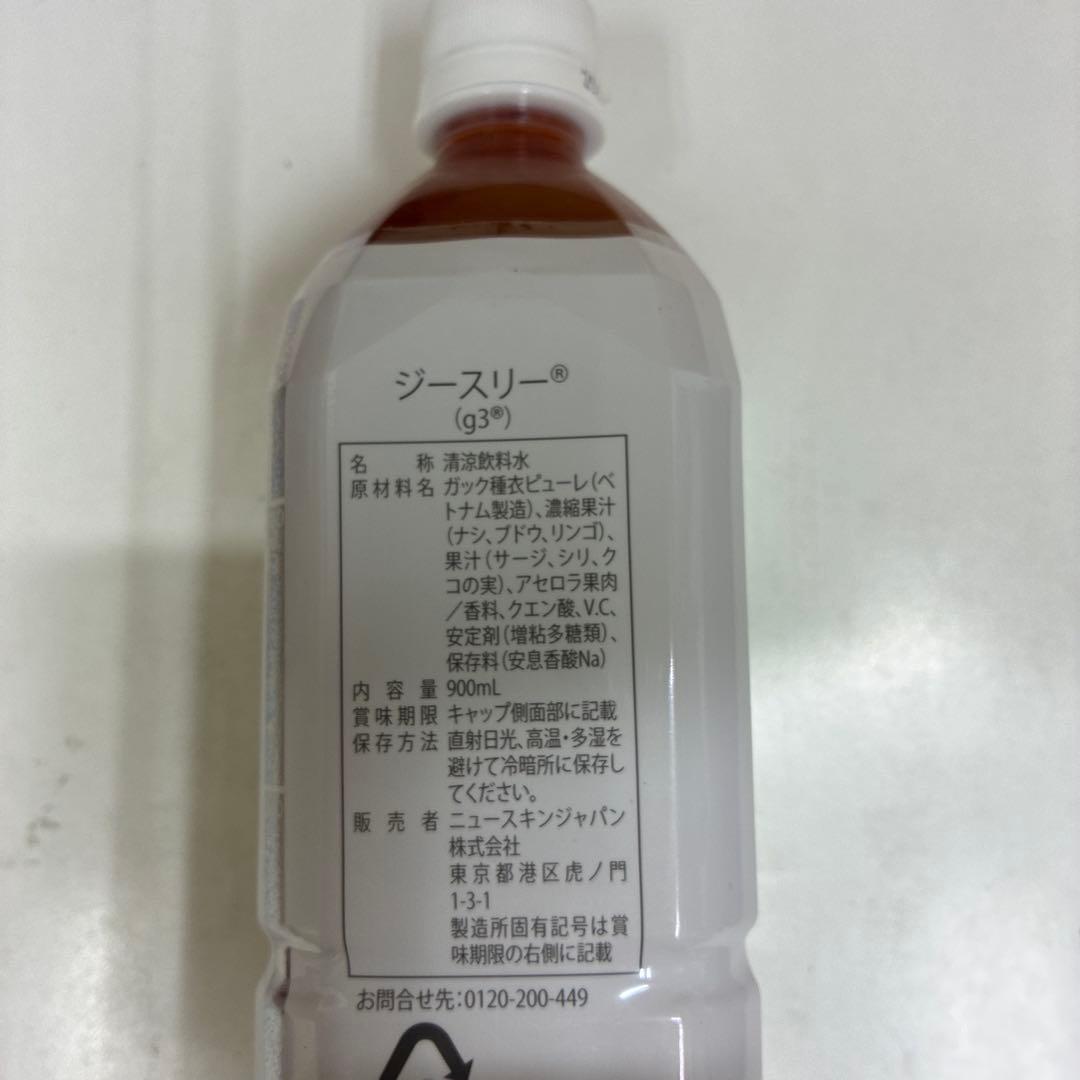 ジースリー®
(g3®)
名称 清涼飲料水
原材料名 ガック種衣ピューレ(ベ
トナム製造)、濃縮果汁
(ナシ、ブドウ、リンゴ)、
果汁(サージ、シリ、ク
コの実)、アセロラ果肉
/香料、クエン酸、V.C、
安定剤(増粘多糖類)、
保存料(安息香酸Na)
内容量 900mL
賞味期限 キャップ側面部に記載
保存方法 直射日光、高温・多湿を
避けて冷暗所に保存し
てください。
販売者 ニュースキンジャパン
株式会社
東京都港区虎ノ門
1-3-1
製造所固有記号は賞
味期限の右側に記載
お問合せ先:0120-200-449